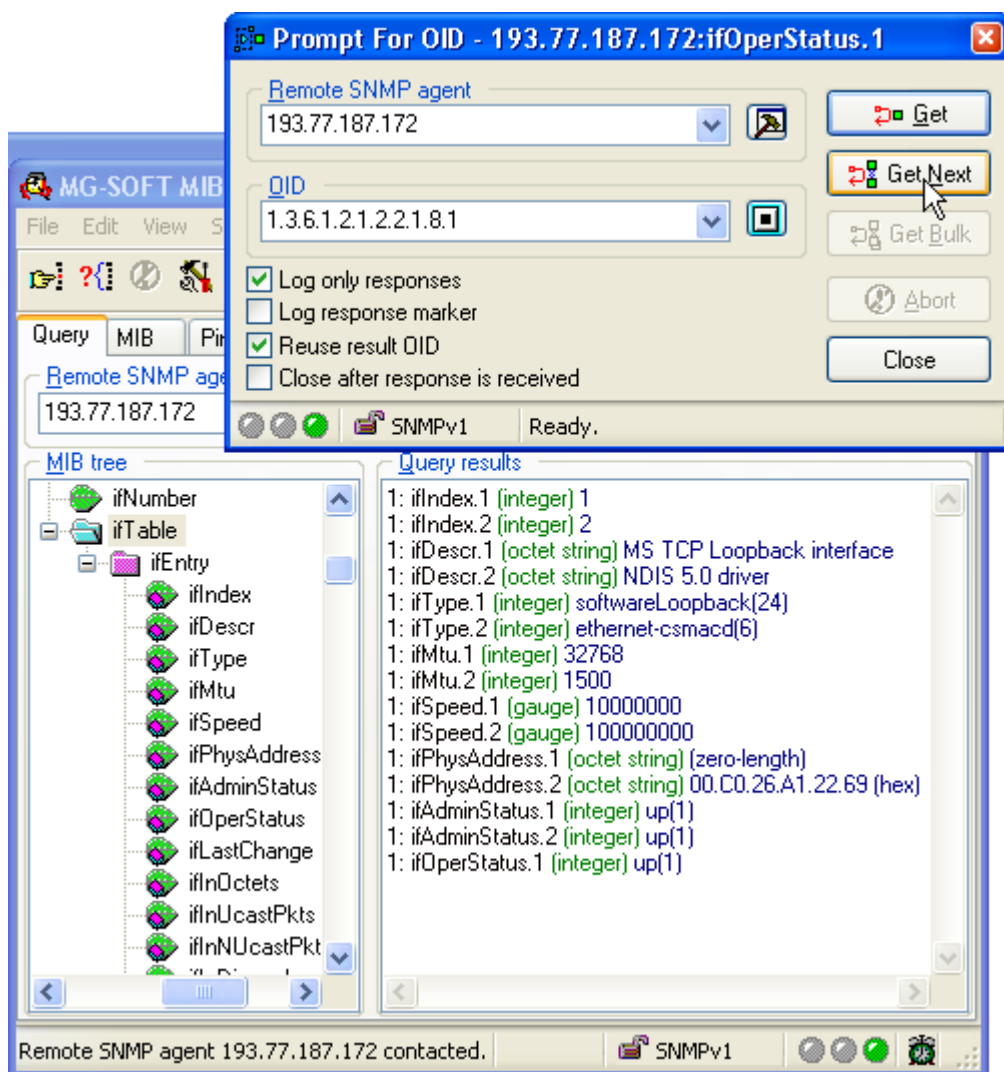 Prompt For OID - 193.77.187.172:ifOperStatus.1
Remote SNMP agent
193.77.187.172
OID
1.3.6.1.2.1.2.2.1.8.1
Log only responses
Log response marker
Reuse result OID
Close after response is received
Get
Get Next
Get Bulk
Abort
Close
SNMPv1 Ready.
MG-SOFT MIB
File Edit View S
Query MIB
Remote SNMP age
193.77.187.172
MIB tree
ifNumber
ifTable
ifEntry
ifIndex
ifDescr
ifType
ifMtu
ifSpeed
ifPhysAddress
ifAdminStatus
ifOperStatus
ifLastChange
ifInOctets
ifInUcastPkts
ifInNUcastPkt
Query results
1: ifIndex.1 (integer) 1
1: ifIndex.2 (integer) 2
1: ifDescr.1 (octet string) MS TCP Loopback interface
1: ifDescr.2 (octet string) NDIS 5.0 driver
1: ifType.1 (integer) softwareLoopback(24)
1: ifType.2 (integer) ethernet-csmacd(6)
1: ifMtu.1 (integer) 32768
1: ifMtu.2 (integer) 1500
1: ifSpeed.1 (gauge) 10000000
1: ifSpeed.2 (gauge) 100000000
1: ifPhysAddress.1 (octet string) (zero-length)
1: ifPhysAddress.2 (octet string) 00.C0.26.A1.22.69 (hex)
1: ifAdminStatus.1 (integer) up(1)
1: ifAdminStatus.2 (integer) up(1)
1: ifOperStatus.1 (integer) up(1)
Remote SNMP agent 193.77.187.172 contacted. SNMPv1